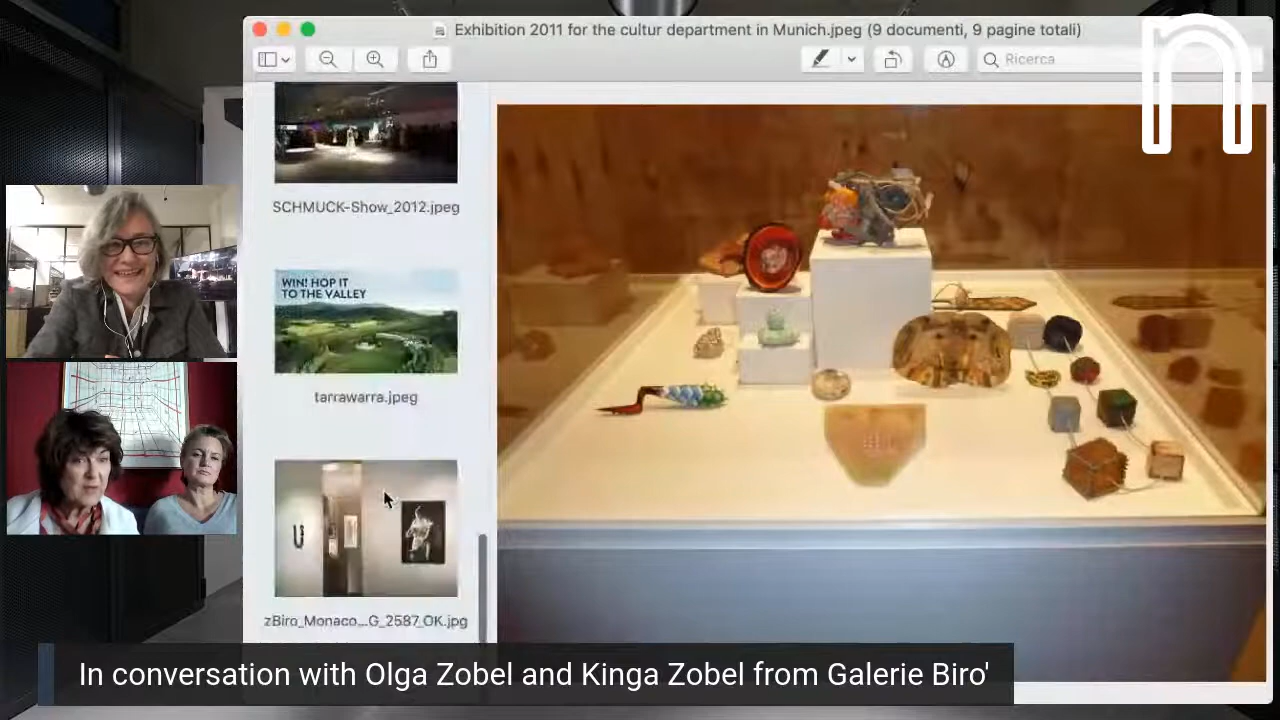 Exhibition 2011 for the cultur department in Munich.jpeg (9 documenti, 9 pagine totali)
Ricerca
SCHMUCK-Show_2012.jpeg
WIN! HOP IT
TO THE VALLEY
tarrawarra.jpeg
zBiro_Monaco...G_2587_OK.jpg
In conversation with Olga Zobel and Kinga Zobel from Galerie Biro'